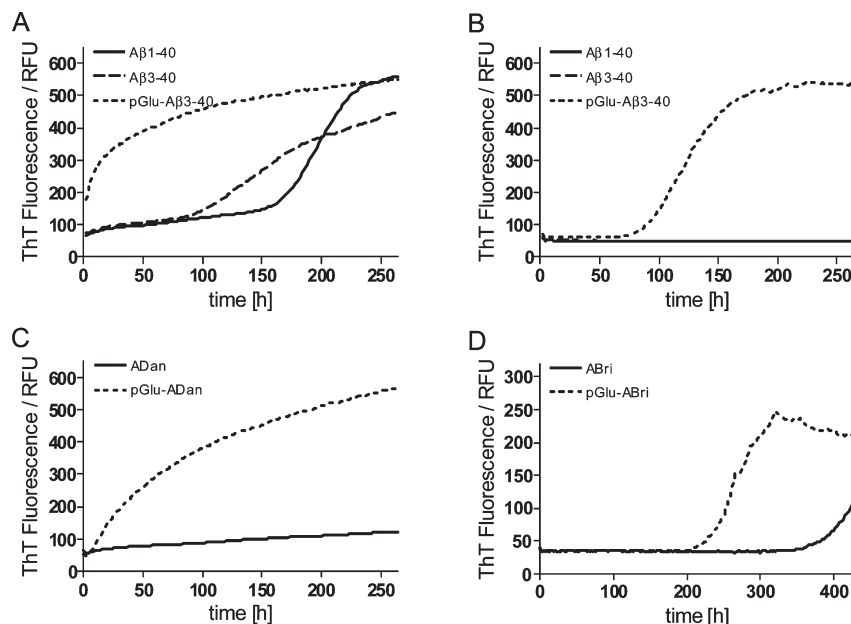 A
ThT Fluorescence / RFU
600
500
400
300
200
100
0
Aβ1-40
Aβ3-40
pGlu-Aβ3-40
0 50 100 150 200 250
time [h]
B
ThT Fluorescence / RFU
600
500
400
300
200
100
0
Aβ1-40
Aβ3-40
pGlu-Aβ3-40
0 50 100 150 200 250
time [h]
C
ThT Fluorescence / RFU
600
500
400
300
200
100
0
ADan
pGlu-ADan
0 50 100 150 200 250
time [h]
D
ThT Fluorescence / RFU
300
250
200
150
100
50
0
ABri
pGlu-ABri
0 100 200 300 400
time [h]